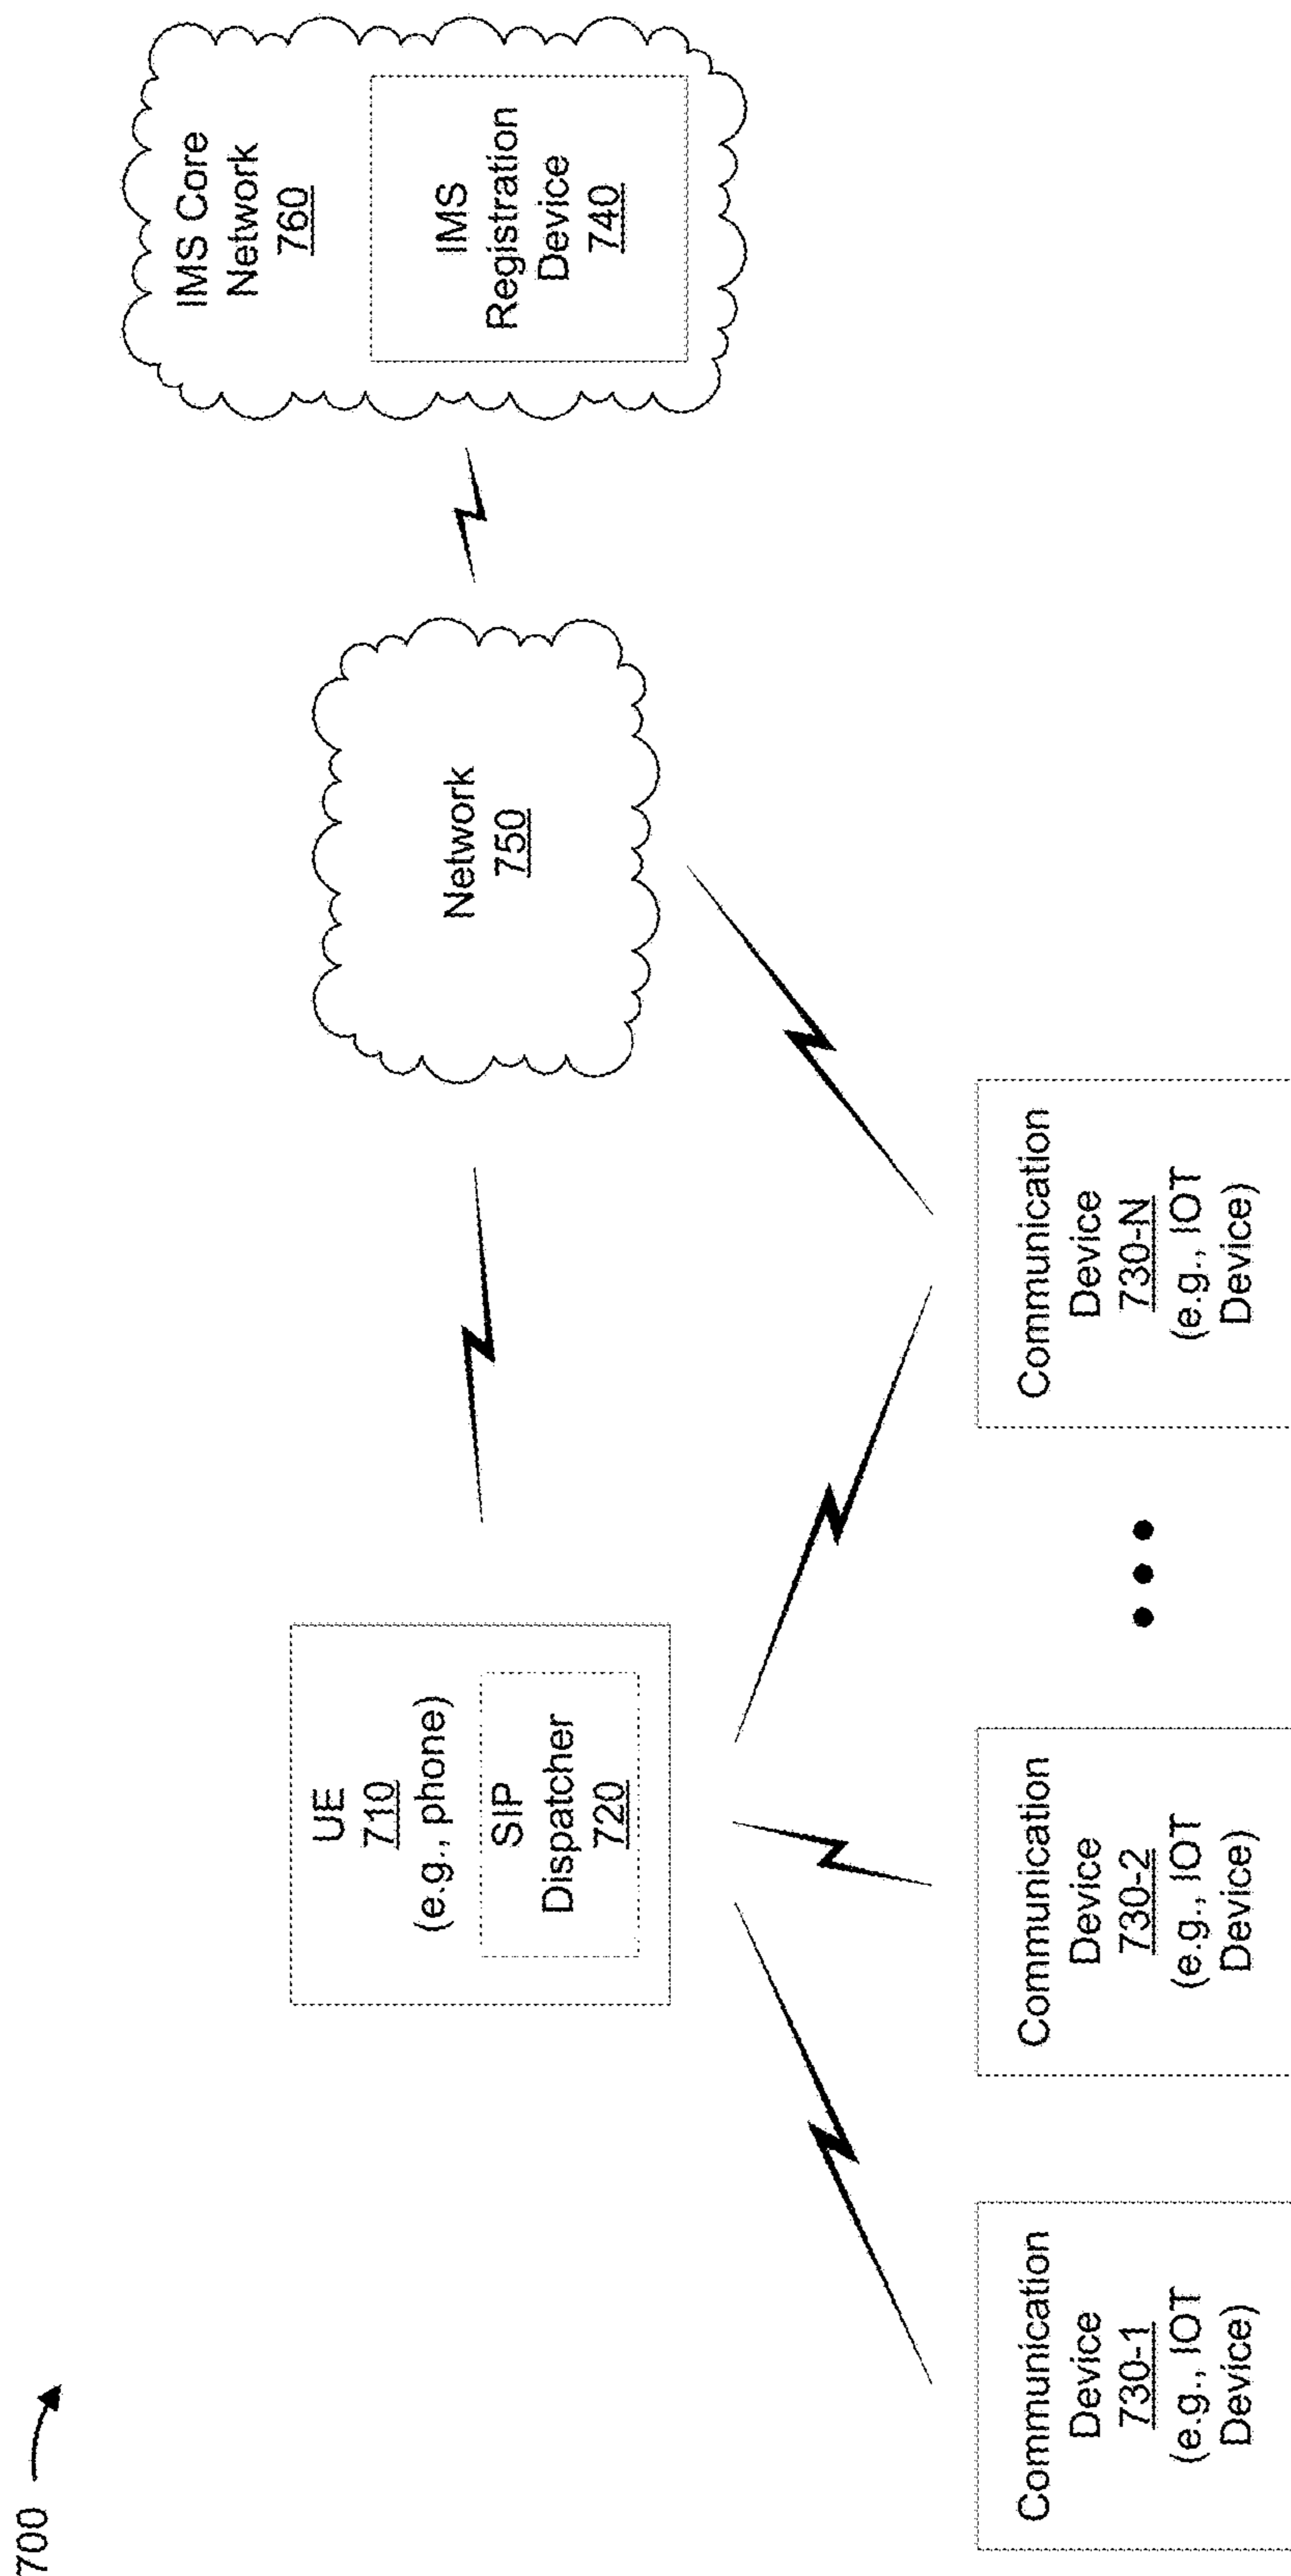 700
UE
710
(e.g., phone)
SIP
Dispatcher
720
Network
750
IMS Core
Network
760
IMS
Registration
Device
740
Communication
Device
730-1
(e.g., IOT
Device)
Communication
Device
730-2
(e.g., IOT
Device)
Communication
Device
730-N
(e.g., IOT
Device)